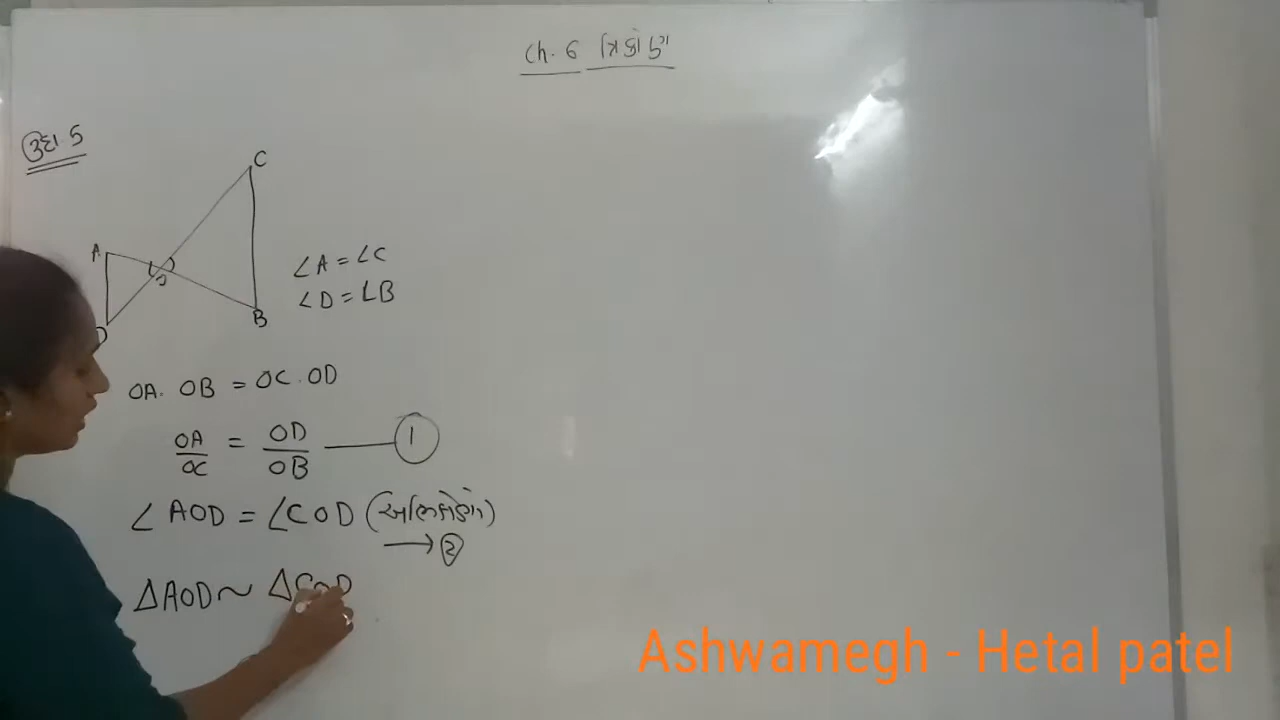 Ch. 6 ત્રિકોણ
ઉદા 5
C
A
O
B
D
∠A = ∠C
∠D = ∠B
OA. OB = OC . OD
OA/OC = OD/OB —— 1
∠AOD = ∠COD (અભિકોણ)
→ 2
ΔAOD ~ ΔCOD
Ashwamegh - Hetal patel